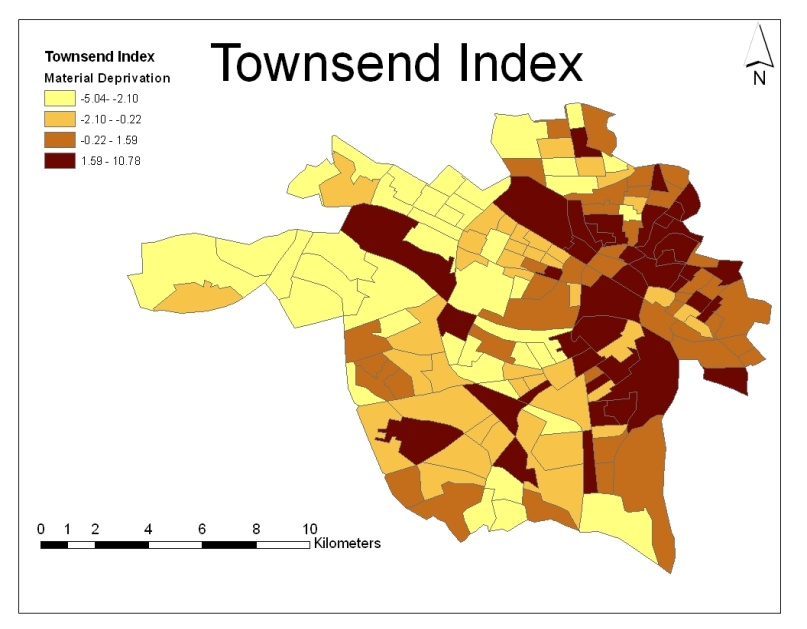 Townsend Index
Townsend Index
Material Deprivation
-5.04- -2.10
-2.10 - -0.22
-0.22 - 1.59
1.59 - 10.78
N
0 1 2 4 6 8 10
Kilometers